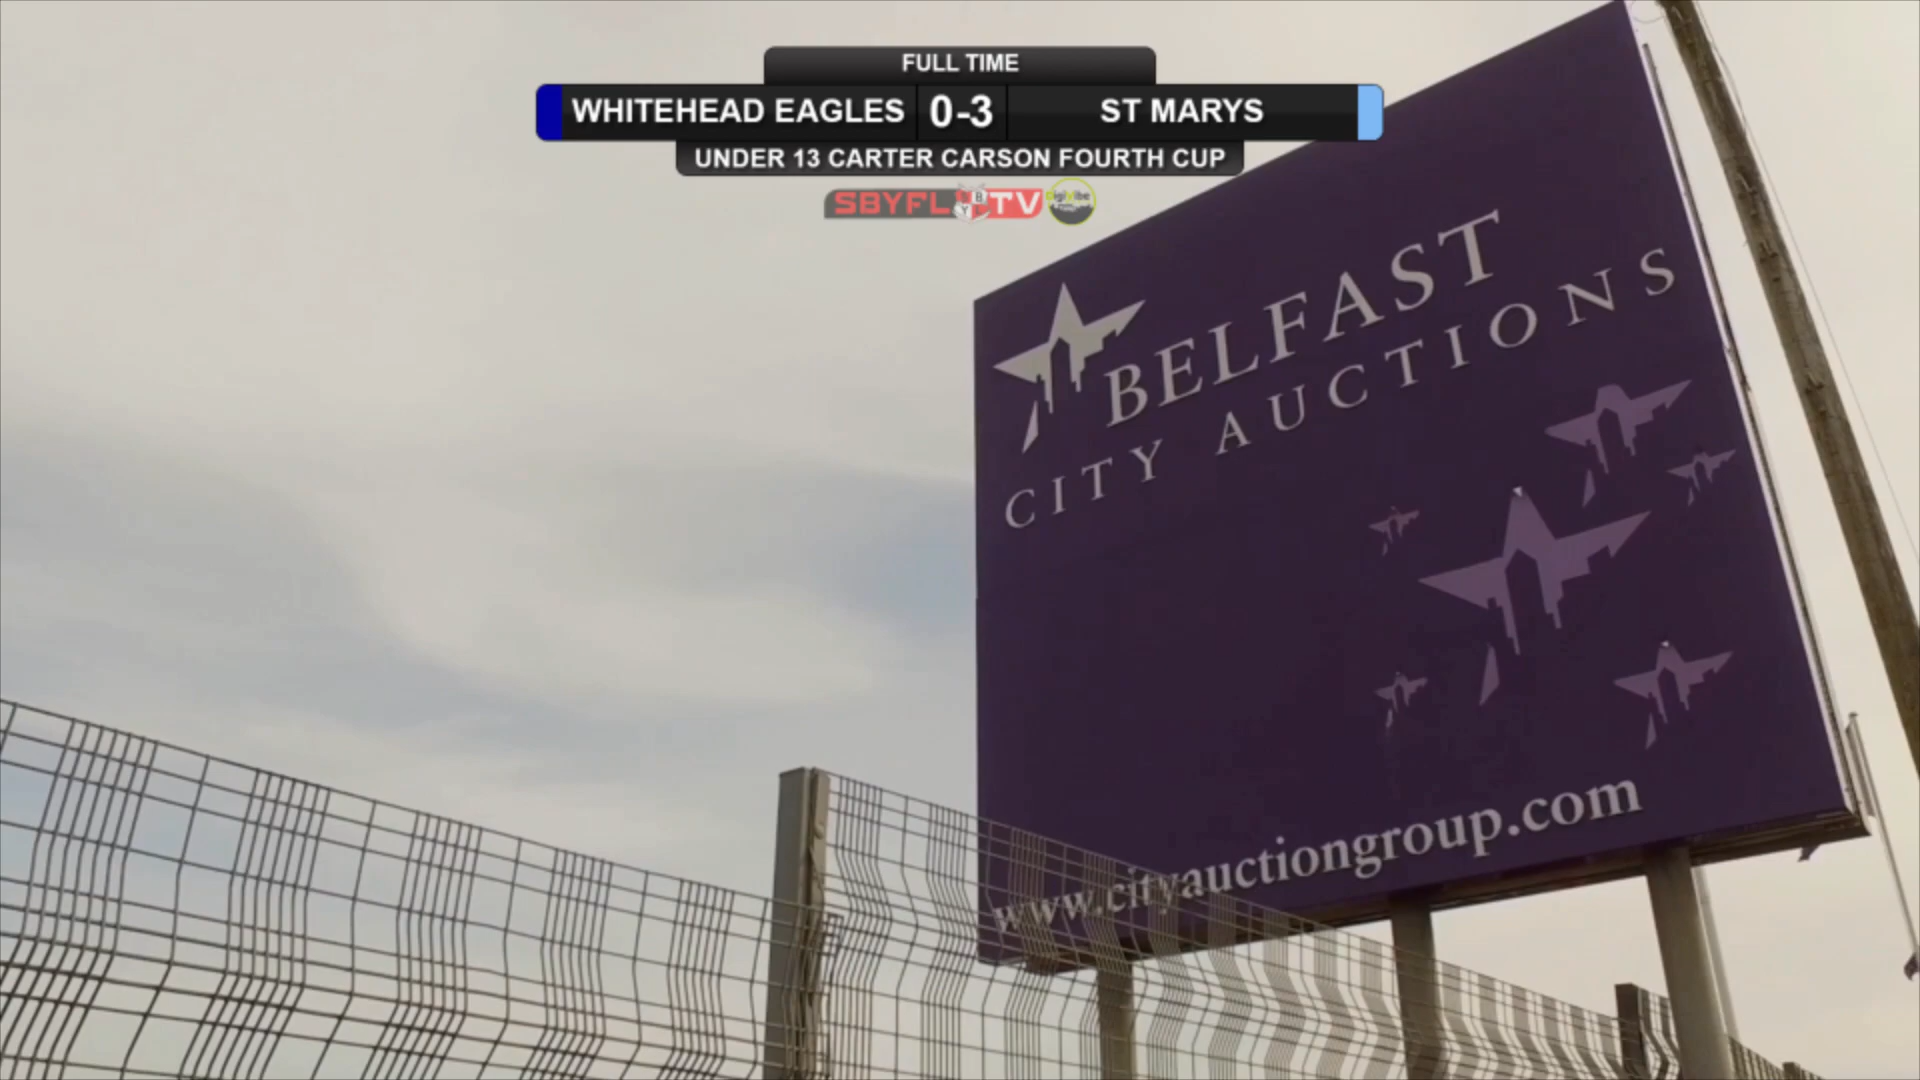 FULL TIME
WHITEHEAD EAGLES 0-3 ST MARYS
UNDER 13 CARTER CARSON FOURTH CUP
SBYFL TV
BELFAST
CITY AUCTIONS
www.cityauctiongroup.com